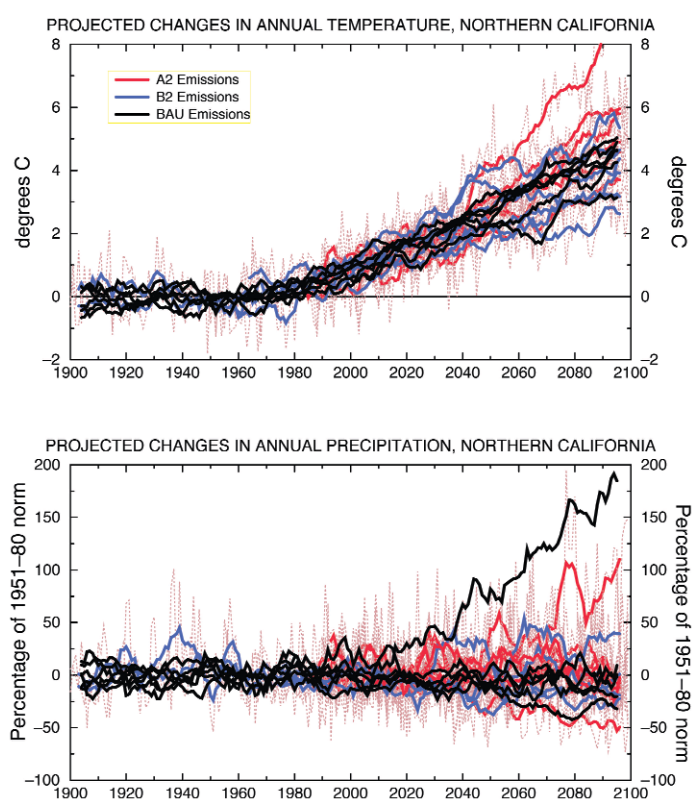 PROJECTED CHANGES IN ANNUAL TEMPERATURE, NORTHERN CALIFORNIA
8
6
4
2
0
−2
degrees C
A2 Emissions
B2 Emissions
BAU Emissions
8
6
4
2
0
−2
degrees C
1900 1920 1940 1960 1980 2000 2020 2040 2060 2080 2100
PROJECTED CHANGES IN ANNUAL PRECIPITATION, NORTHERN CALIFORNIA
200
150
100
50
0
−50
−100
Percentage of 1951–80 norm
200
150
100
50
0
−50
−100
Percentage of 1951–80 norm
1900 1920 1940 1960 1980 2000 2020 2040 2060 2080 2100